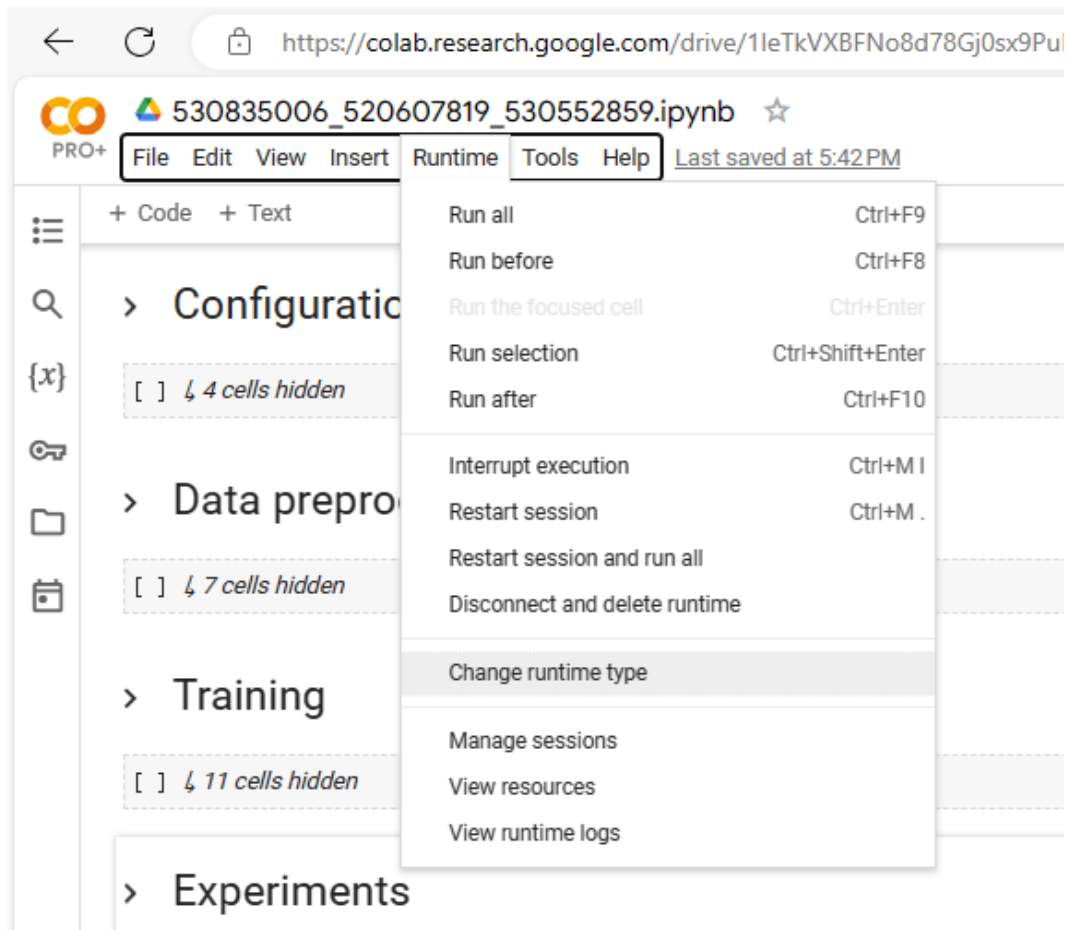 https://colab.research.google.com/drive/1leTkVXBFNo8d78Gj0sx9Pu
CO 530835006_520607819_530552859.ipynb
PRO+ File Edit View Insert Runtime Tools Help Last saved at 5:42 PM
+ Code + Text
Run all Ctrl+F9
Run before Ctrl+F8
Run the focused cell Ctrl+Enter
Run selection Ctrl+Shift+Enter
Run after Ctrl+F10
Interrupt execution Ctrl+M I
Restart session Ctrl+M .
Restart session and run all
Disconnect and delete runtime
Change runtime type
Manage sessions
View resources
View runtime logs
{x}
Configuratio
[ ] ↳ 4 cells hidden
Data prepro
[ ] ↳ 7 cells hidden
Training
[ ] ↳ 11 cells hidden
Experiments